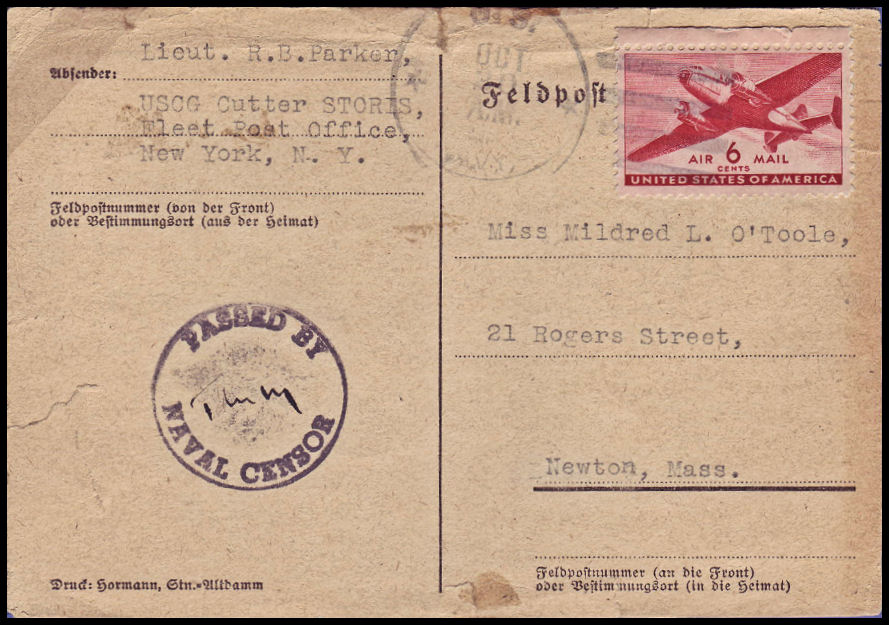 Absender:
Lieut. R.B.Parker,
USCG Cutter STORIS,
Fleet Post Office,
New York, N. Y.
Feldpostnummer (von der Front)
oder Bestimmungsort (aus der Heimat)
PASSED BY
NAVAL CENSOR
Druck: Hormann, Stn.-Altdamm
U.S.
OCT
A.M.
N.Y.
Feldpost
AIR 6 MAIL
CENTS
UNITED STATES OF AMERICA
Miss Mildred L. O'Toole,
21 Rogers Street,
Newton, Mass.
Feldpostnummer (an die Front)
oder Bestimmungsort (in die Heimat)